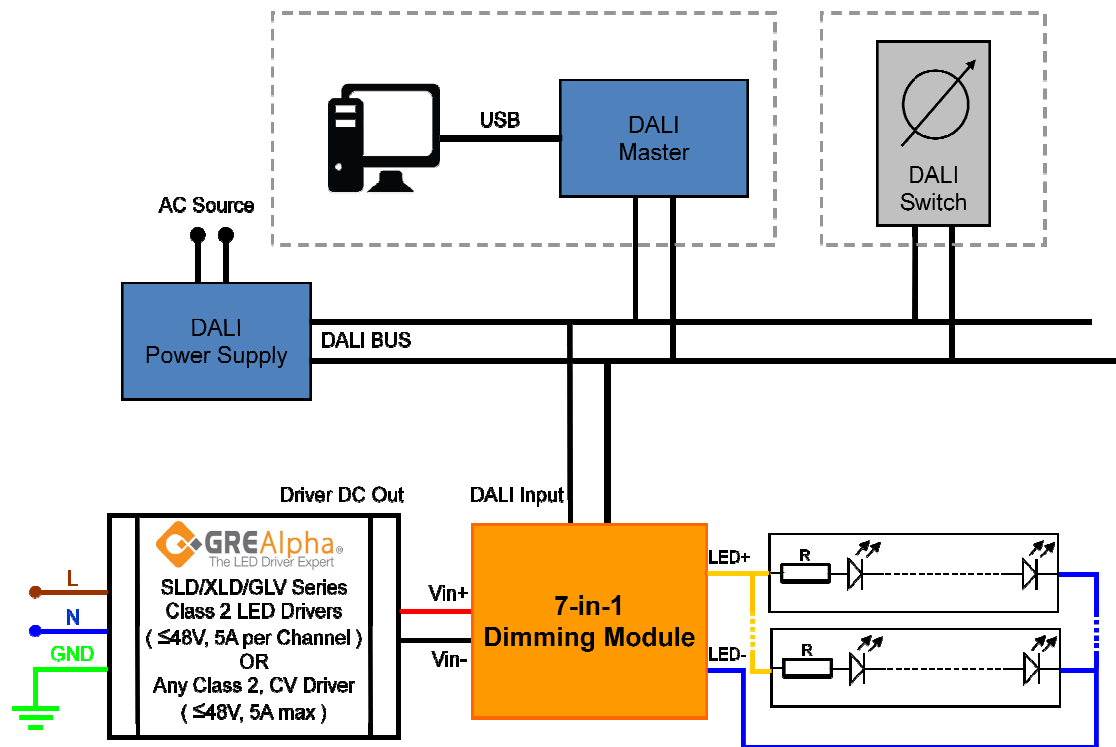 USB
DALI
Master
DALI
Switch
AC Source
DALI
Power Supply
DALI BUS
Driver DC Out
DALI Input
GREAlpha®
The LED Driver Expert
SLD/XLD/GLV Series
Class 2 LED Drivers
( ≤48V, 5A per Channel )
OR
Any Class 2, CV Driver
( ≤48V, 5A max )
L
N
GND
Vin+
Vin-
7-in-1
Dimming Module
LED+
LED-
R
R